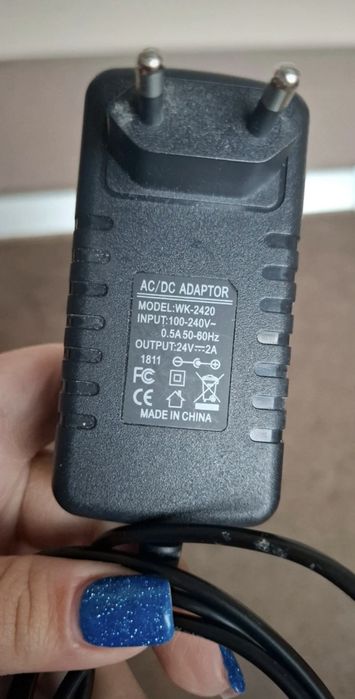 AC/DC ADAPTOR
MODEL:WK-2420
INPUT:100-240V~
0.5A 50-60Hz
OUTPUT:24V⎓2A
1811
FC
CE
MADE IN CHINA